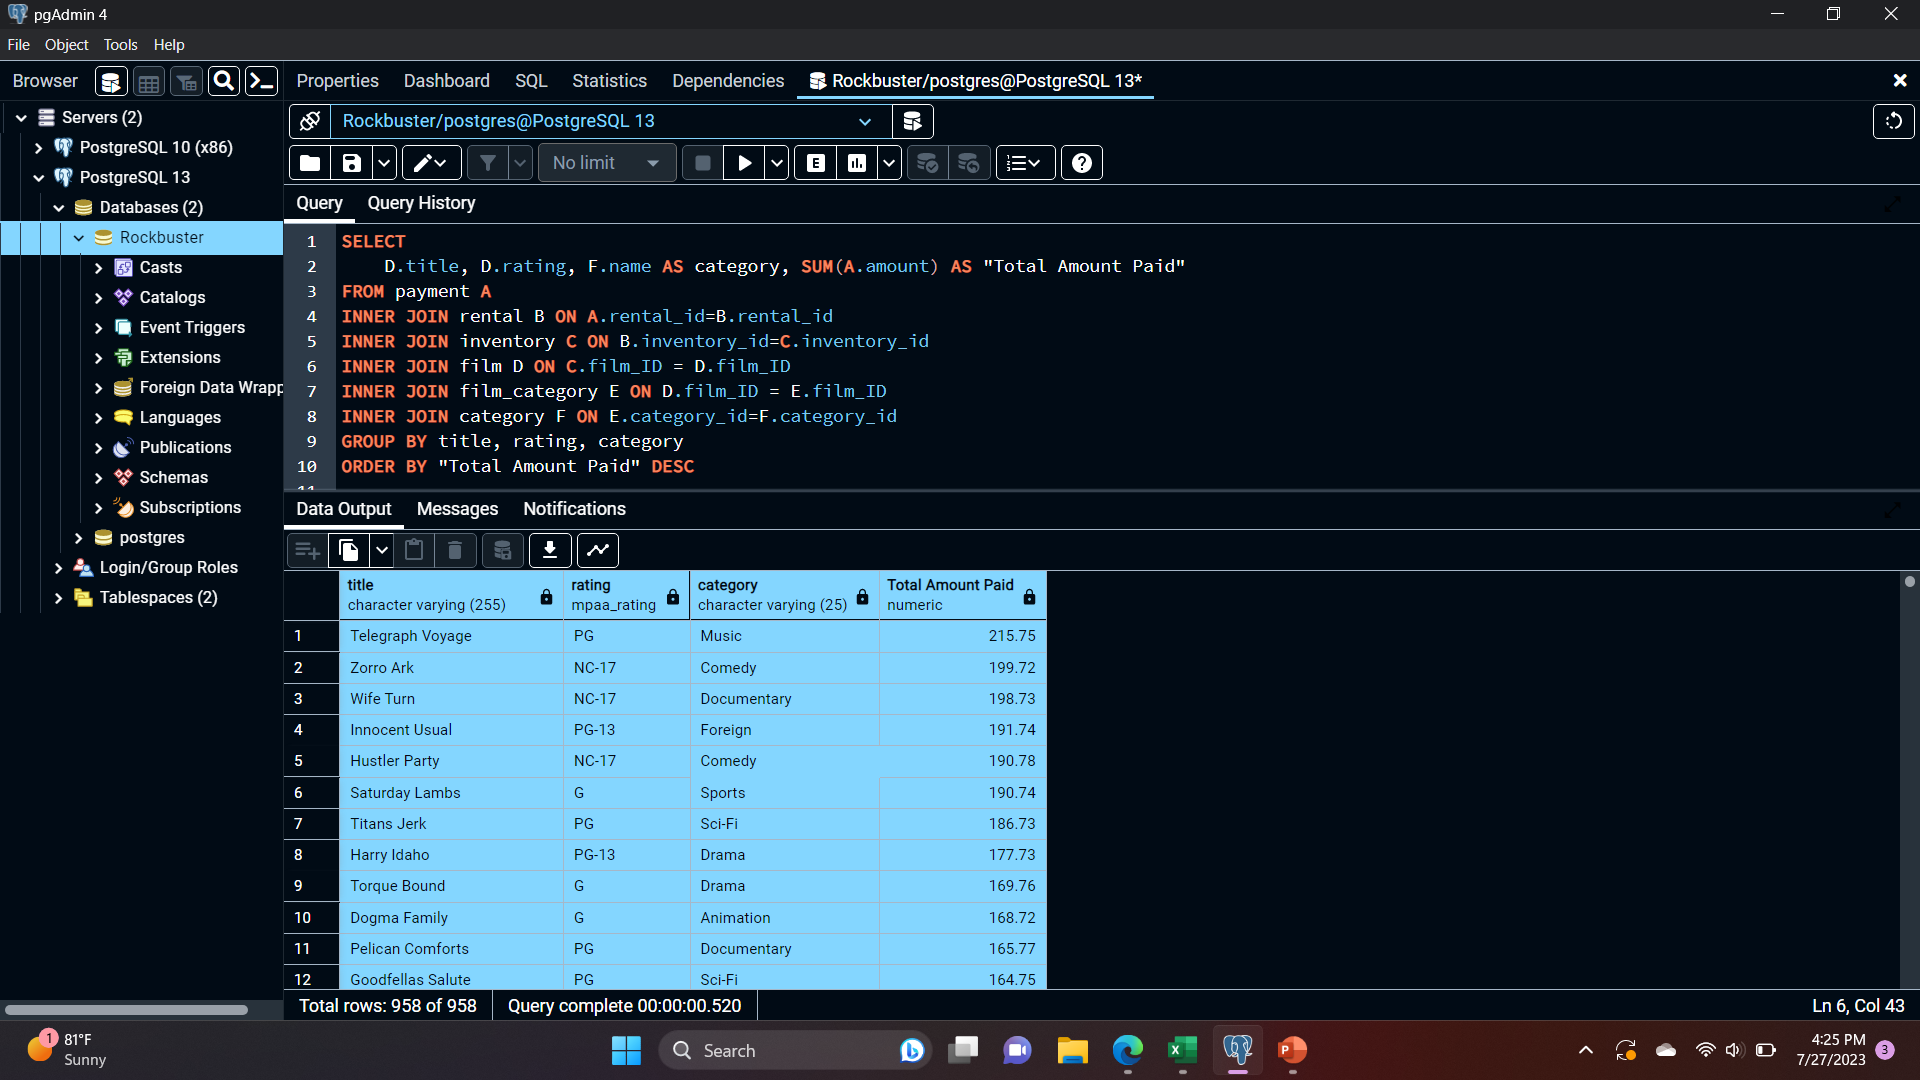 pgAdmin 4
File Object Tools Help
Browser
Properties Dashboard SQL Statistics Dependencies Rockbuster/postgres@PostgreSQL 13*
Servers (2)
PostgreSQL 10 (x86)
PostgreSQL 13
Databases (2)
Rockbuster
Casts
Catalogs
Event Triggers
Extensions
Foreign Data Wrapp
Languages
Publications
Schemas
Subscriptions
postgres
Login/Group Roles
Tablespaces (2)
Rockbuster/postgres@PostgreSQL 13
No limit
E
Query Query History
1 SELECT
2 D.title, D.rating, F.name AS category, SUM(A.amount) AS "Total Amount Paid"
3 FROM payment A
4 INNER JOIN rental B ON A.rental_id=B.rental_id
5 INNER JOIN inventory C ON B.inventory_id=C.inventory_id
6 INNER JOIN film D ON C.film_ID = D.film_ID
7 INNER JOIN film_category E ON D.film_ID = E.film_ID
8 INNER JOIN category F ON E.category_id=F.category_id
9 GROUP BY title, rating, category
10 ORDER BY "Total Amount Paid" DESC
11
Data Output Messages Notifications
title rating category Total Amount Paid
character varying (255) mpaa_rating character varying (25) numeric
1 Telegraph Voyage PG Music 215.75
2 Zorro Ark NC-17 Comedy 199.72
3 Wife Turn NC-17 Documentary 198.73
4 Innocent Usual PG-13 Foreign 191.74
5 Hustler Party NC-17 Comedy 190.78
6 Saturday Lambs G Sports 190.74
7 Titans Jerk PG Sci-Fi 186.73
8 Harry Idaho PG-13 Drama 177.73
9 Torque Bound G Drama 169.76
10 Dogma Family G Animation 168.72
11 Pelican Comforts PG Documentary 165.77
12 Goodfellas Salute PG Sci-Fi 164.75
Total rows: 958 of 958 Query complete 00:00:00.520 Ln 6, Col 43
1 81°F
Sunny
Search
4:25 PM
7/27/2023 3